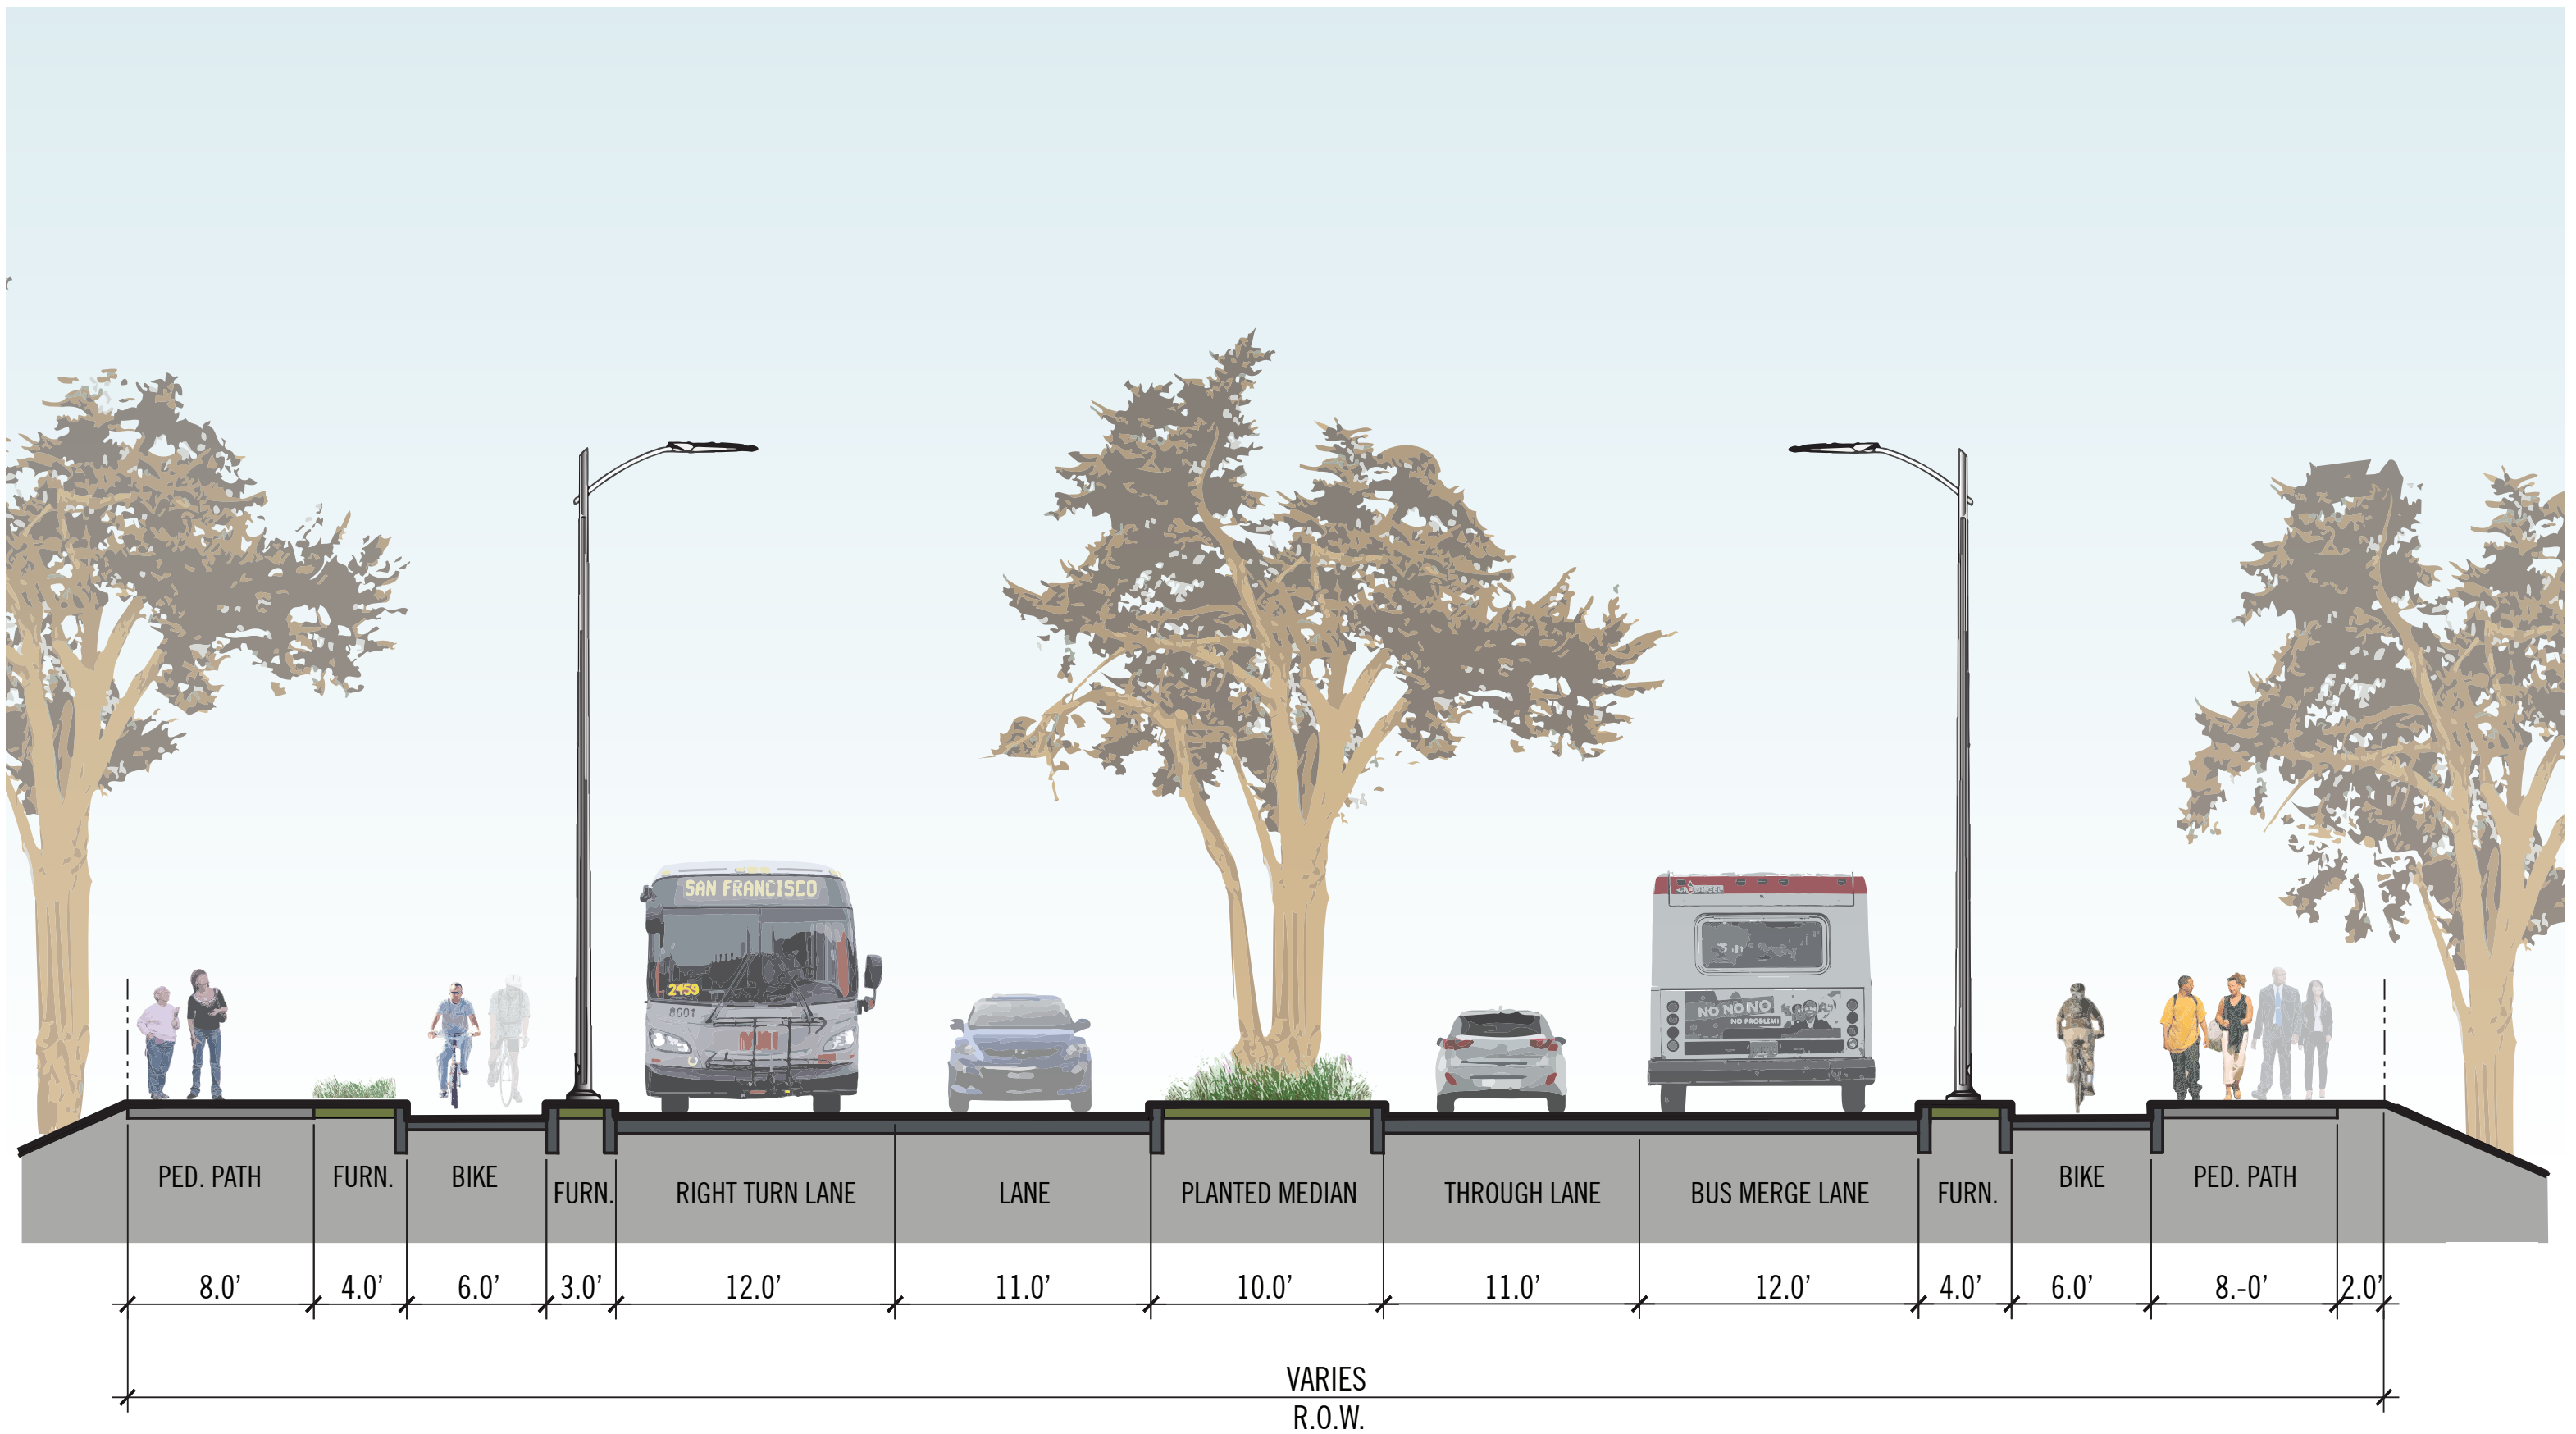 SAN FRANCISCO
2459
8601
NO NO NO
NO PROBLEM!
PED. PATH
FURN.
BIKE
FURN.
RIGHT TURN LANE
LANE
PLANTED MEDIAN
THROUGH LANE
BUS MERGE LANE
FURN.
BIKE
PED. PATH
8.0’
4.0’
6.0’
3.0’
12.0’
11.0’
10.0’
11.0’
12.0’
4.0’
6.0’
8.-0’
2.0’
VARIES
R.O.W.